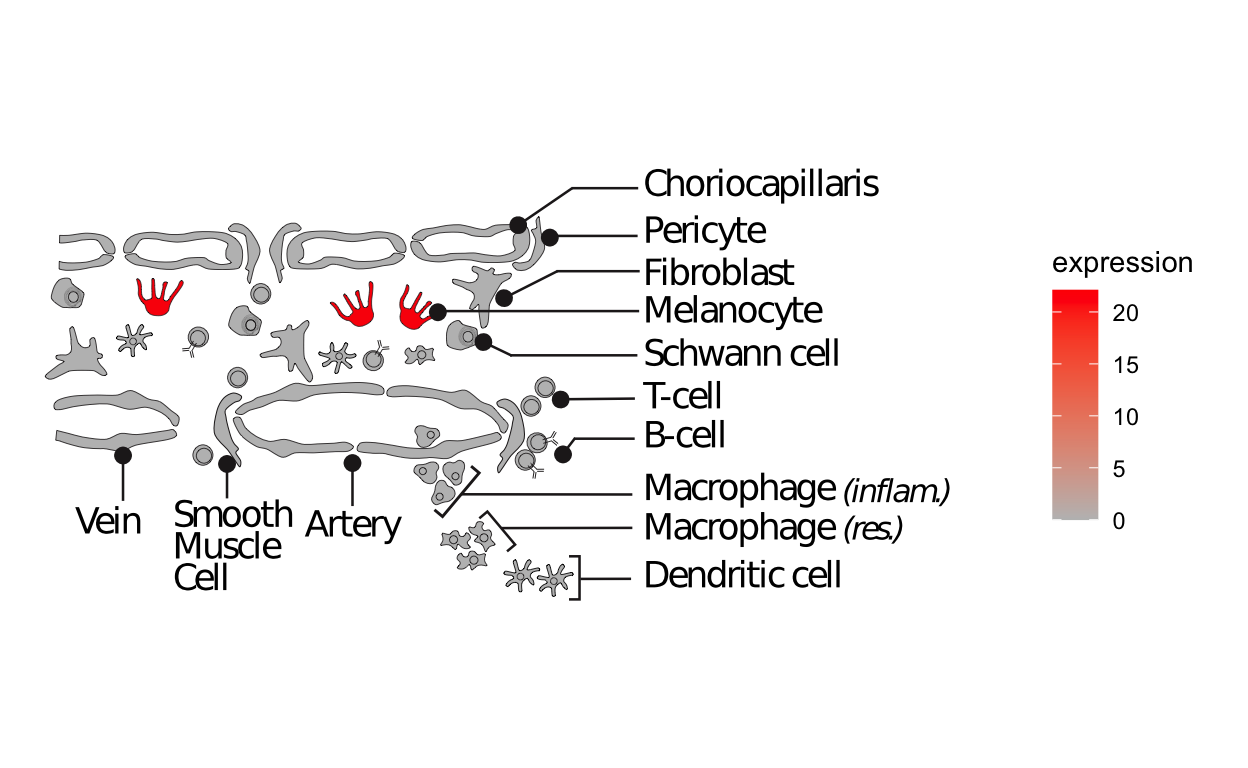 Choriocapillaris
Pericyte
Fibroblast
Melanocyte
Schwann cell
T-cell
B-cell
Macrophage (inflam.)
Macrophage (res.)
Dendritic cell
Vein
Smooth
Muscle
Cell
Artery
expression
20
15
10
5
0